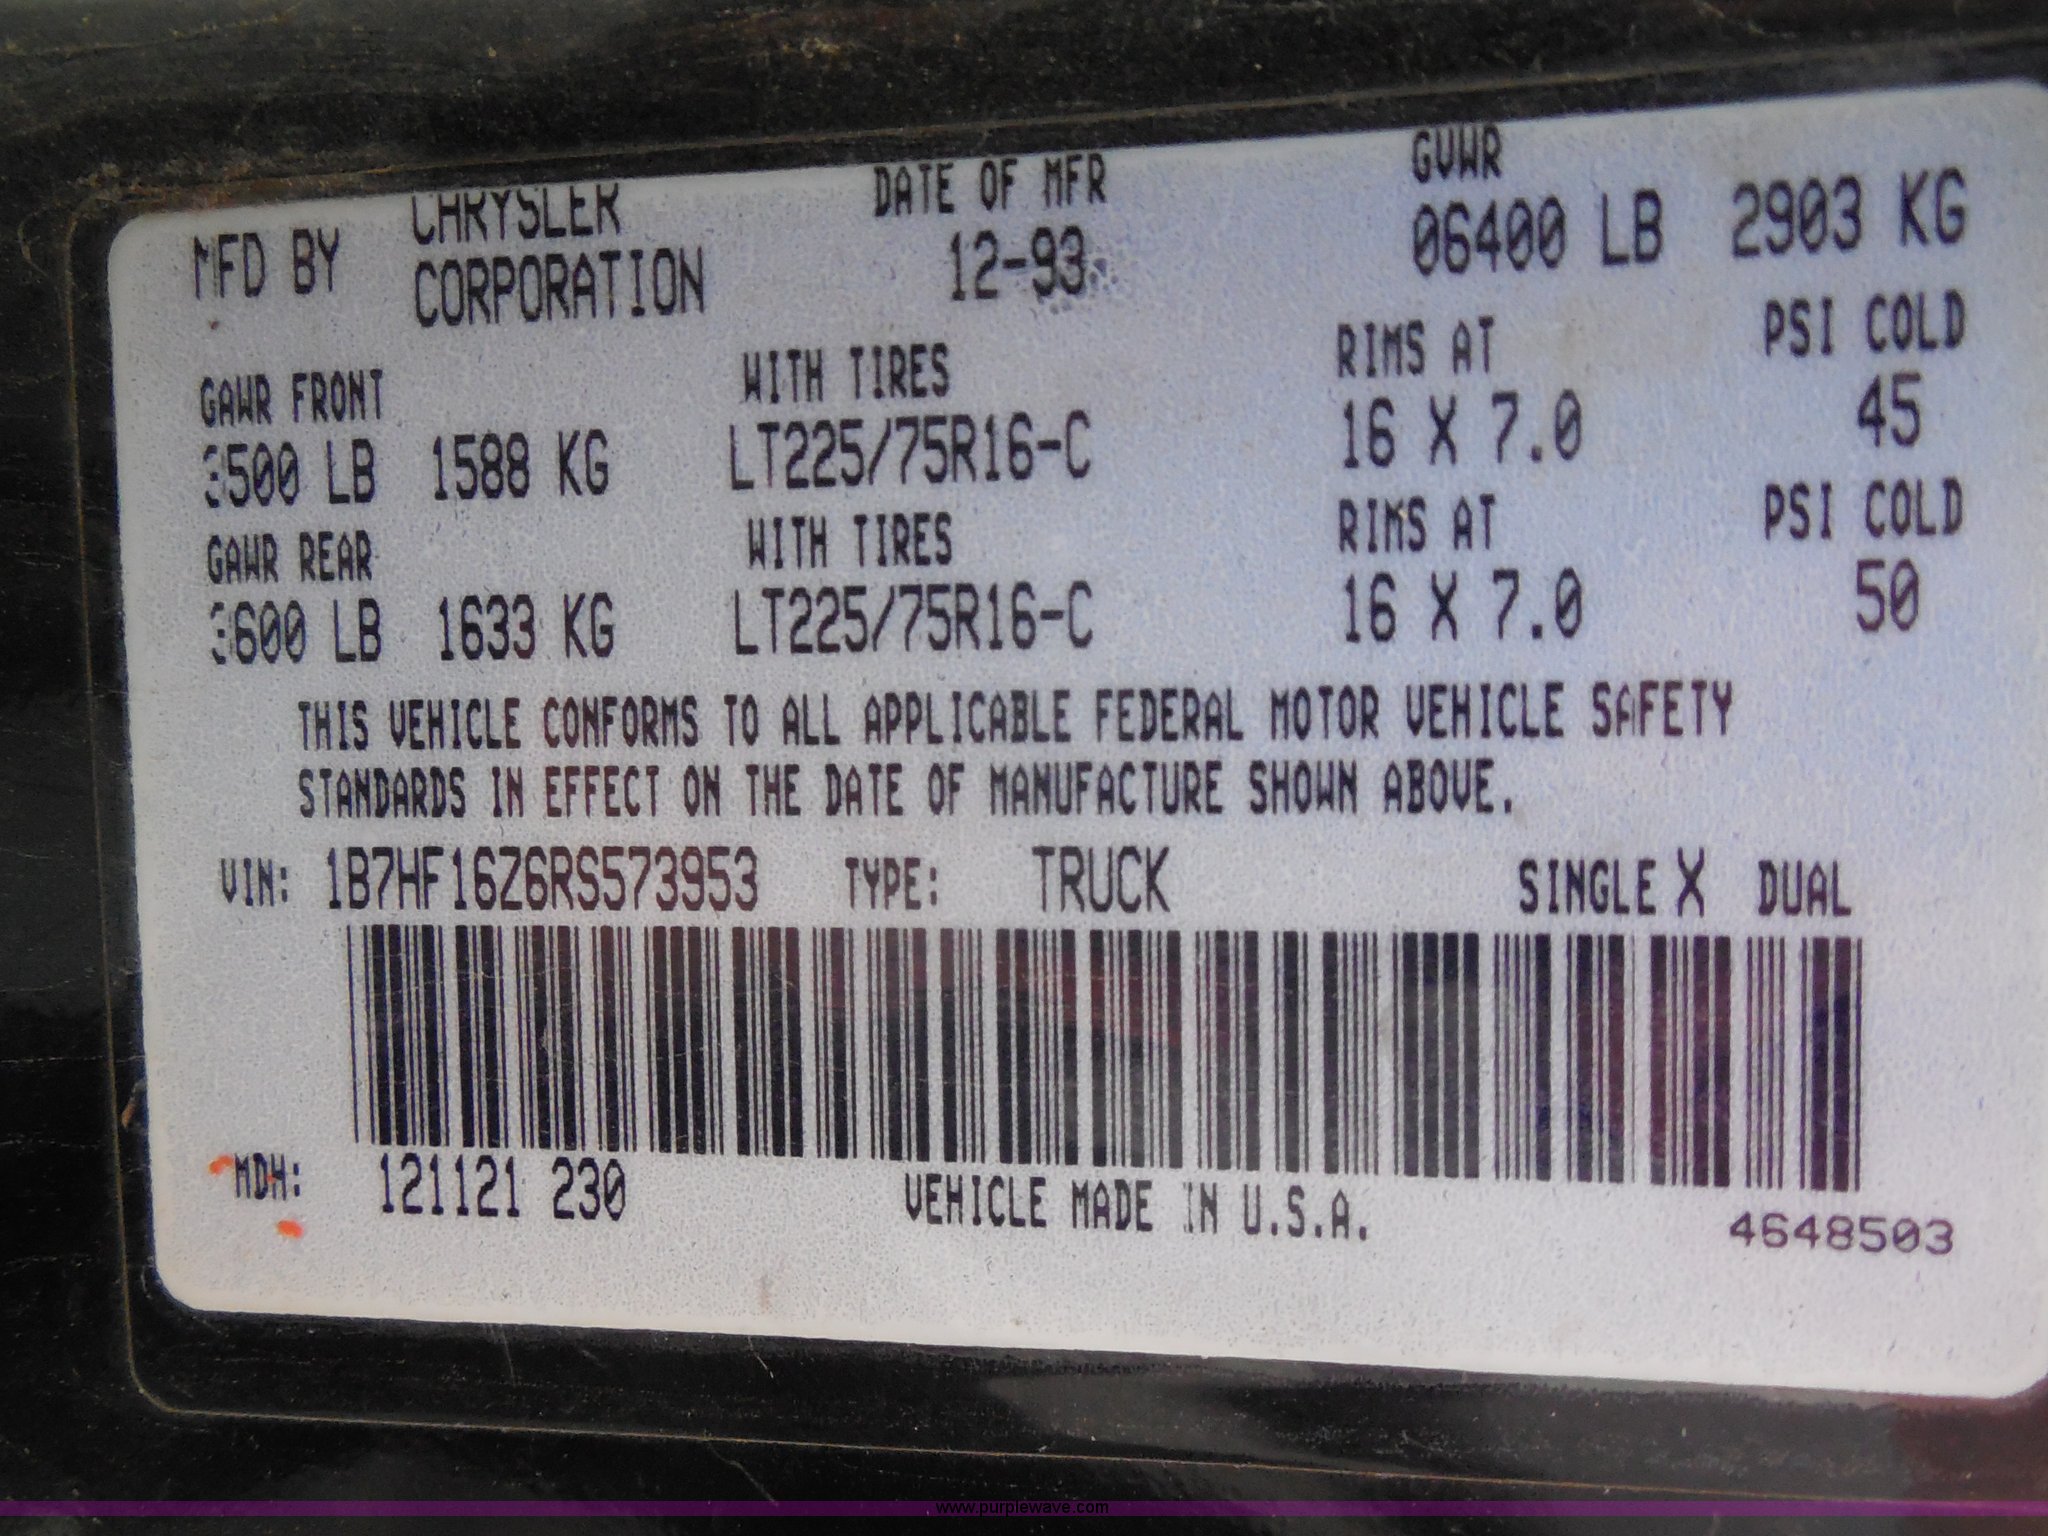 MFD BY CHRYSLER CORPORATION DATE OF MFR 12-93 GVWR 06400 LB 2903 KG
GAWR FRONT WITH TIRES RIMS AT PSI COLD
3500 LB 1588 KG LT225/75R16-C 16 X 7.0 45
GAWR REAR WITH TIRES RIMS AT PSI COLD
3600 LB 1633 KG LT225/75R16-C 16 X 7.0 50
THIS VEHICLE CONFORMS TO ALL APPLICABLE FEDERAL MOTOR VEHICLE SAFETY
STANDARDS IN EFFECT ON THE DATE OF MANUFACTURE SHOWN ABOVE.
VIN: 1B7HF16Z6RS573953 TYPE: TRUCK SINGLE X DUAL
MDH: 121121 230 VEHICLE MADE IN U.S.A. 4648503
www.purplewave.com